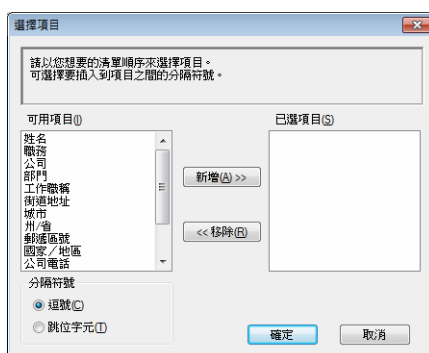 選擇項目
請以您想要的清單順序來選擇項目。
可選擇要插入到項目之間的分隔符號。
可用項目(I)
已選項目(S)
姓名
職務
公司
部門
工作職稱
街道地址
城市
州/省
郵遞區號
國家／地區
公司電話
新增(A) >>
<< 移除(R)
分隔符號
逗號(C)
跳位字元(T)
確定
取消